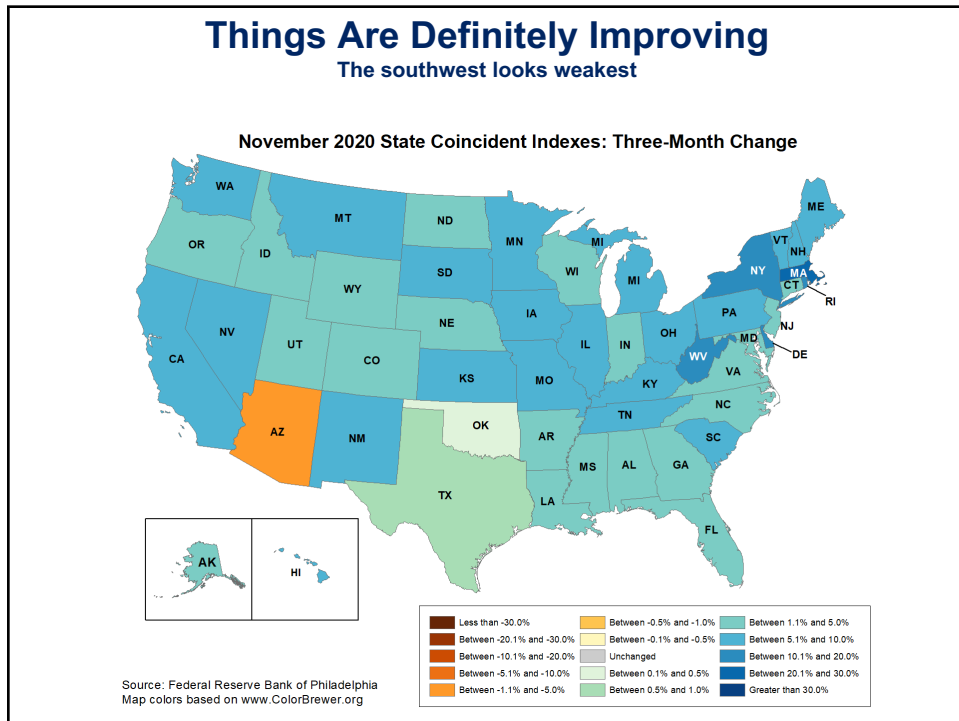 Things Are Definitely Improving
The southwest looks weakest
November 2020 State Coincident Indexes: Three-Month Change
WA
MT
ND
MN
MI
ME
OR
ID
SD
WI
VT
NH
NY
MA
WY
MI
CT
RI
NV
NE
IA
PA
NJ
UT
IL
IN
OH
MD
DE
CA
CO
WV
VA
KS
MO
KY
NC
AZ
NM
OK
AR
TN
SC
MS
AL
GA
TX
LA
FL
AK
HI
Less than -30.0%
Between -20.1% and -30.0%
Between -10.1% and -20.0%
Between -5.1% and -10.0%
Between -1.1% and -5.0%
Between -0.5% and -1.0%
Between -0.1% and -0.5%
Unchanged
Between 0.1% and 0.5%
Between 0.5% and 1.0%
Between 1.1% and 5.0%
Between 5.1% and 10.0%
Between 10.1% and 20.0%
Between 20.1% and 30.0%
Greater than 30.0%
Source: Federal Reserve Bank of Philadelphia
Map colors based on www.ColorBrewer.org